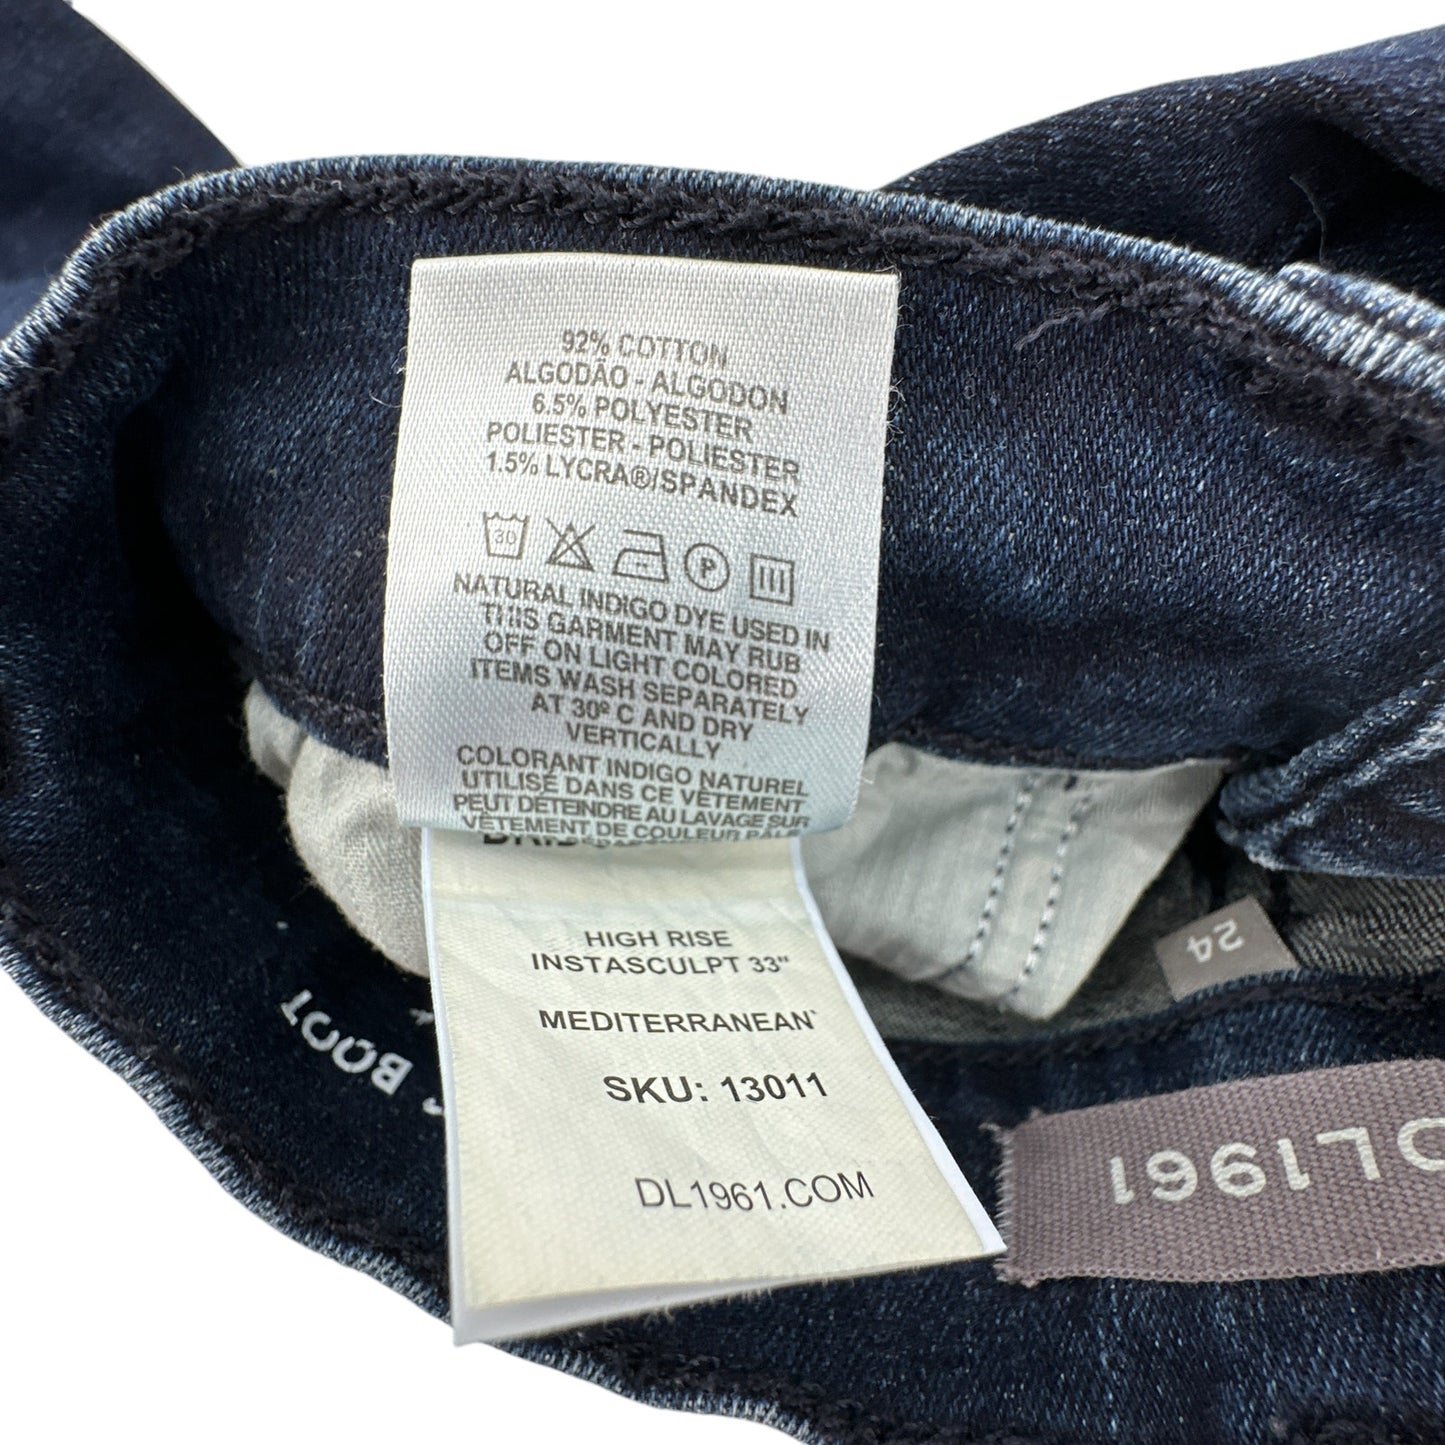 92% COTTON
ALGODÃO - ALGODON
6.5% POLYESTER
POLIESTER - POLIESTER
1.5% LYCRA®/SPANDEX
30 P
NATURAL INDIGO DYE USED IN
THIS GARMENT MAY RUB
OFF ON LIGHT COLORED
ITEMS WASH SEPARATELY
AT 30º C AND DRY
VERTICALLY
COLORANT INDIGO NATUREL
UTILISÉ DANS CE VÊTEMENT
PEUT DÉTEINDRE AU LAVAGE SUR
VÊTEMENT DE COULEUR PÂLE
HIGH RISE
INSTASCULPT 33"
MEDITERRANEAN
SKU: 13011
DL1961.COM
24
BOOT
DL1961